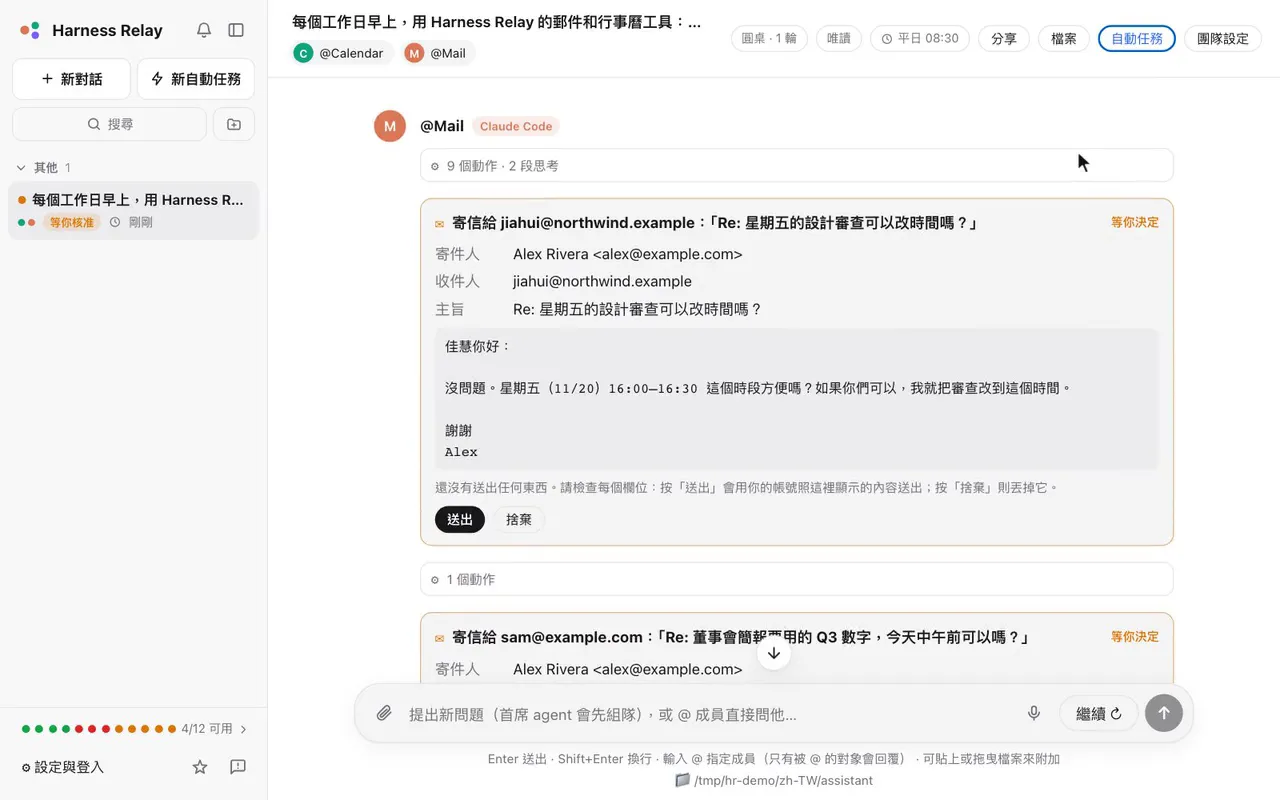 Harness Relay
新對話
新自動任務
搜尋
其他 1
每個工作日早上，用 Harness R...
等你核准 剛剛
4/12 可用
設定與登入
每個工作日早上，用 Harness Relay 的郵件和行事曆工具：...
C @Calendar M @Mail
圓桌 · 1 輪
唯讀
平日 08:30
分享
檔案
自動任務
團隊設定
M @Mail Claude Code
9 個動作 · 2 段思考
寄信給 jiahui@northwind.example：「Re: 星期五的設計審查可以改時間嗎？」 等你決定
寄件人 Alex Rivera <alex@example.com>
收件人 jiahui@northwind.example
主旨 Re: 星期五的設計審查可以改時間嗎？
佳慧你好：
沒問題。星期五（11/20）16:00–16:30 這個時段方便嗎？如果你們可以，我就把審查改到這個時間。
謝謝
Alex
還沒有送出任何東西。請檢查每個欄位：按「送出」會用你的帳號照這裡顯示的內容送出；按「捨棄」則丟掉它。
送出 捨棄
1 個動作
寄信給 sam@example.com：「Re: 董事會簡報要用的 Q3 數字，今天中午前可以嗎？」 等你決定
寄件人 Alex Rivera <alex@example.com>
提出新問題（首席 agent 會先組隊），或 @ 成員直接問他...
繼續
Enter 送出 · Shift+Enter 換行 · 輸入 @ 指定成員（只有被 @ 的對象會回覆） · 可貼上或拖曳檔案來附加
/tmp/hr-demo/zh-TW/assistant